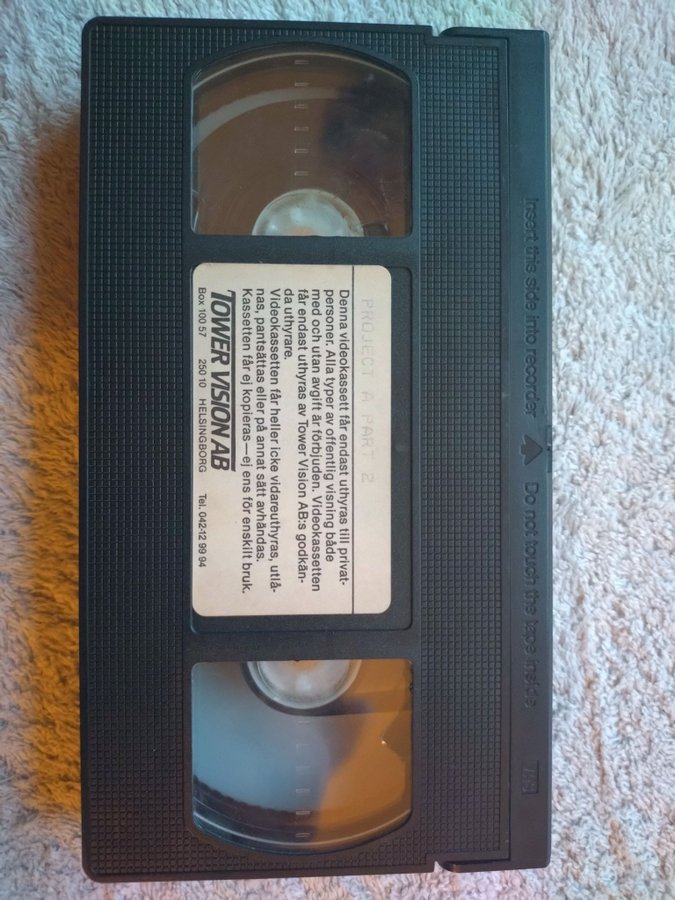 Insert this side into recorder Do not touch the tape inside
PROJECT A PART 2
Denna videokassett får endast uthyras till privat-
personer. Alla typer av offentlig visning både
med och utan avgift är förbjuden. Videokassetten
får endast uthyras av Tower Vision AB:s godkän-
da uthyrare.
Videokassetten får heller icke vidareuthyras, utlå-
nas, pantsättas eller på annat sätt avhändas.
Kassetten får ej kopieras—ej ens för enskilt bruk.
TOWER VISION AB
Box 100 57 250 10 HELSINGBORG Tel. 042-12 99 94